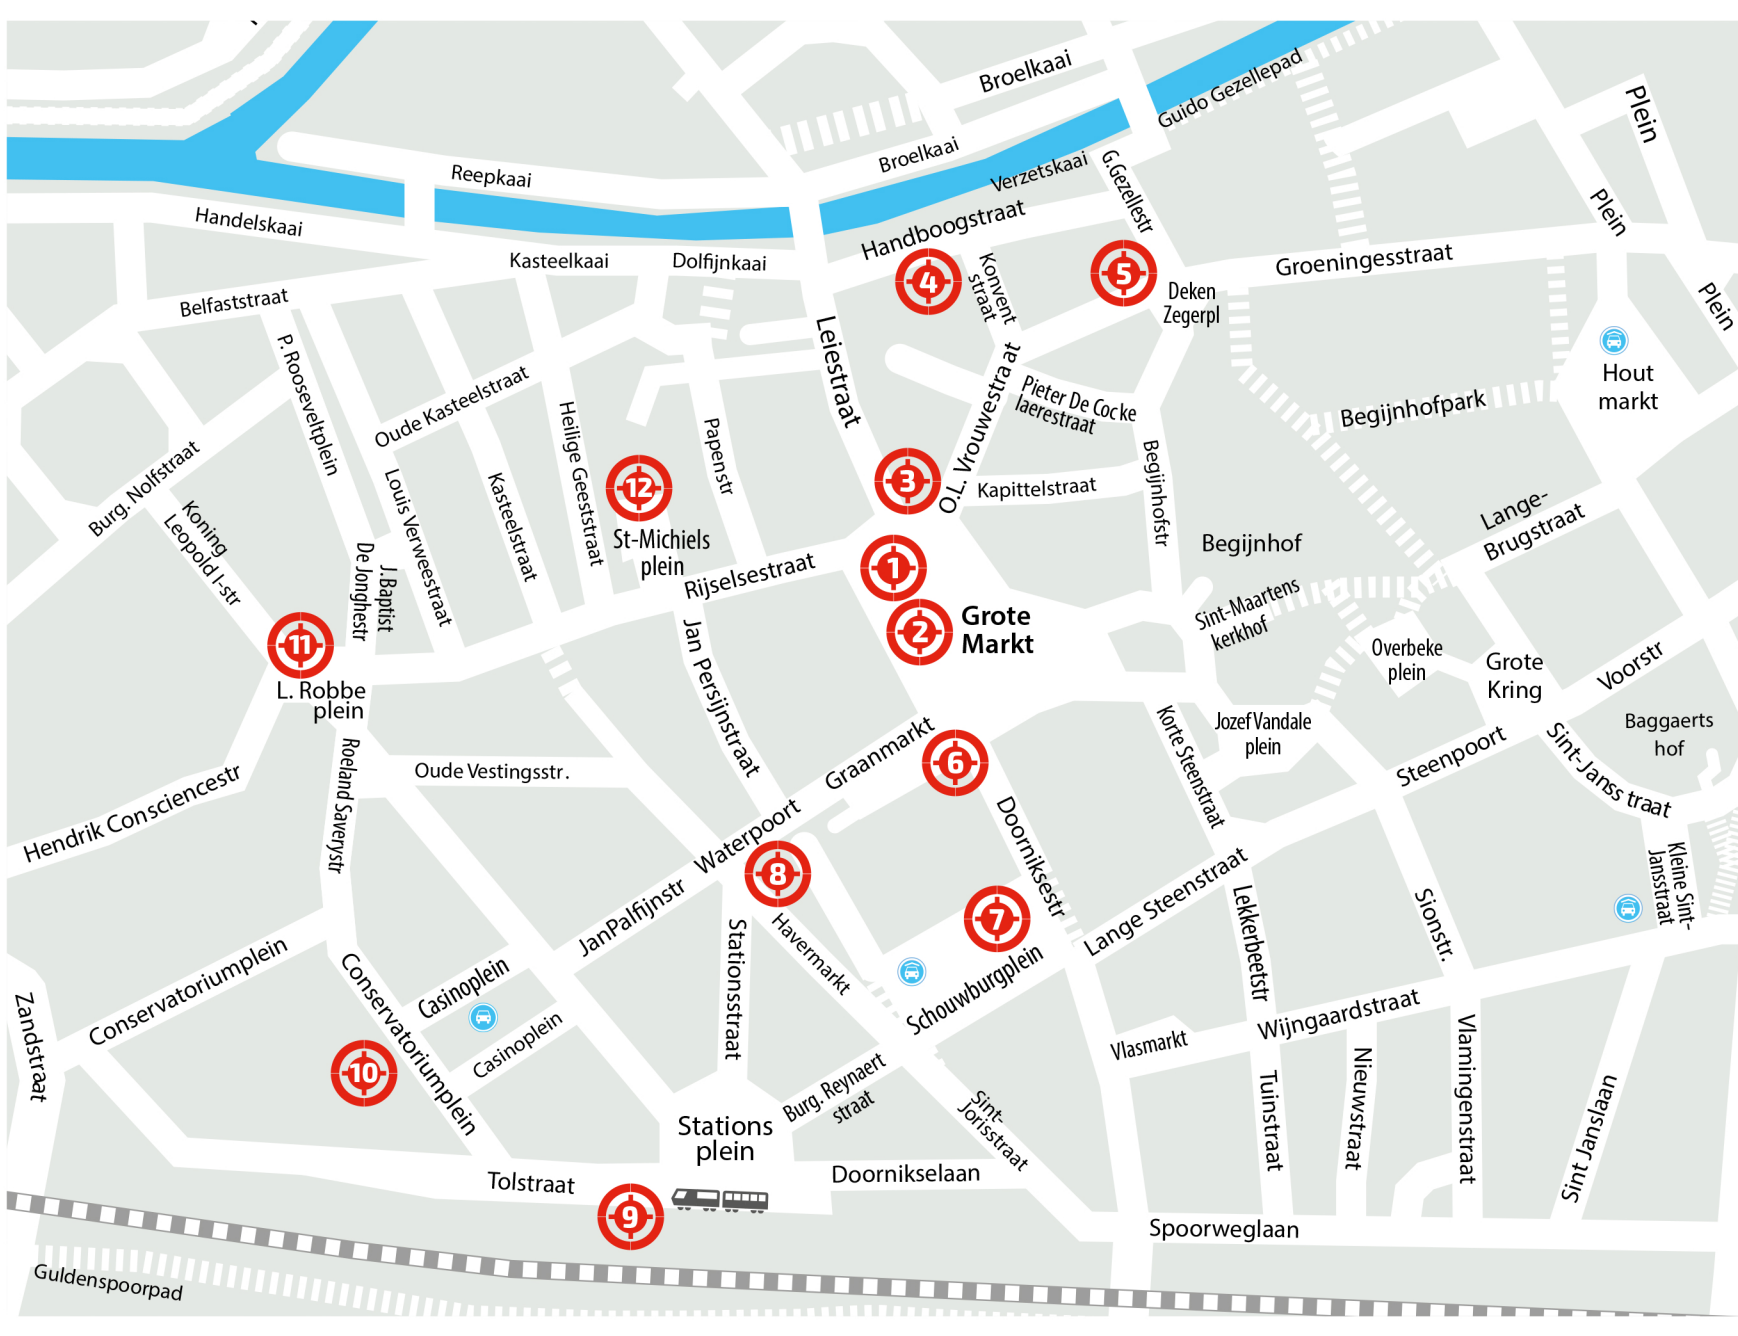 Broelkaai
Guido Gezellepad
Plein
Broelkaai
Reepkaai
Verzetskaai
G.Gezellestr
Plein
Handelskaai
Handboogstraat
Kasteelkaai
Dolfijnkaai
Groeningesstraat
4
5
Konvent
straat
Deken
Zegerpl
Plein
Belfaststraat
Leiestraat
P. Rooseveltplein
Hout
markt
Oude Kasteelstraat
Pieter De Cocke
laerestraat
Begijnhofpark
Heilige Geeststraat
Papenstr
O.L. Vrouwestraat
Burg. Nolfstraat
Louis Verweestraat
Kasteelstraat
12
3
Kapittelstraat
Begijnhofstr
Lange-
Brugstraat
Koning
Leopold I-str
St-Michiels
plein
Begijnhof
J.Baptist
De Jonghestr
Rijselsestraat
1
Sint-Maartens
kerkhof
11
2
Grote
Markt
Overbeke
plein
Grote
Kring
Voorstr
L. Robbe
plein
Jan Persijnstraat
Korte Steenstraat
Jozef Vandale
plein
Baggaerts
hof
Roeland Saverystr
Oude Vestingsstr.
Graanmarkt
6
Steenpoort
Sint-Jansstraat
Hendrik Consciencestr
Waterpoort
Doorniksestr
8
Lange Steenstraat
Kleine Sint-
Jansstraat
JanPalfijnstr
7
Lekkerbeetstr
Sionstr.
Conservatoriumplein
Stationsstraat
Havermarkt
Casinoplein
Schouwburgplein
Zandstraat
Conservatoriumplein
Casinoplein
Wijngaardstraat
Vlasmarkt
10
Burg. Reynaert
straat
Sint-
Jorisstraat
Tuinstraat
Nieuwstraat
Vlamingenstraat
Sint Janslaan
Stations
plein
Tolstraat
Doornikselaan
9
Spoorweglaan
Guldenspoorpad